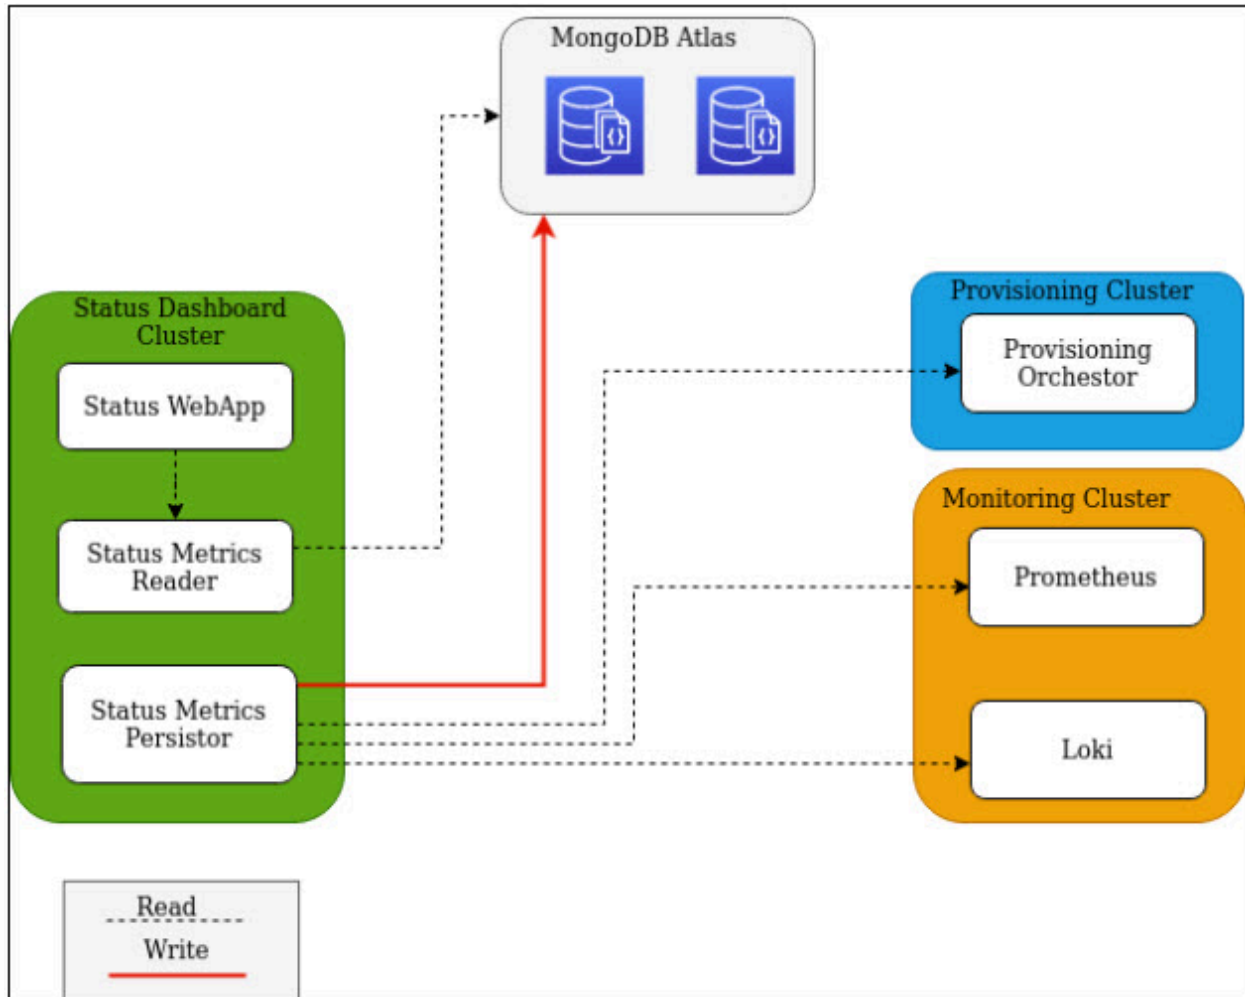 MongoDB Atlas
{}
{}
Status Dashboard
Cluster
Status WebApp
Status Metrics
Reader
Status Metrics
Persistor
Provisioning Cluster
Provisioning
Orchestor
Monitoring Cluster
Prometheus
Loki
Read
Write